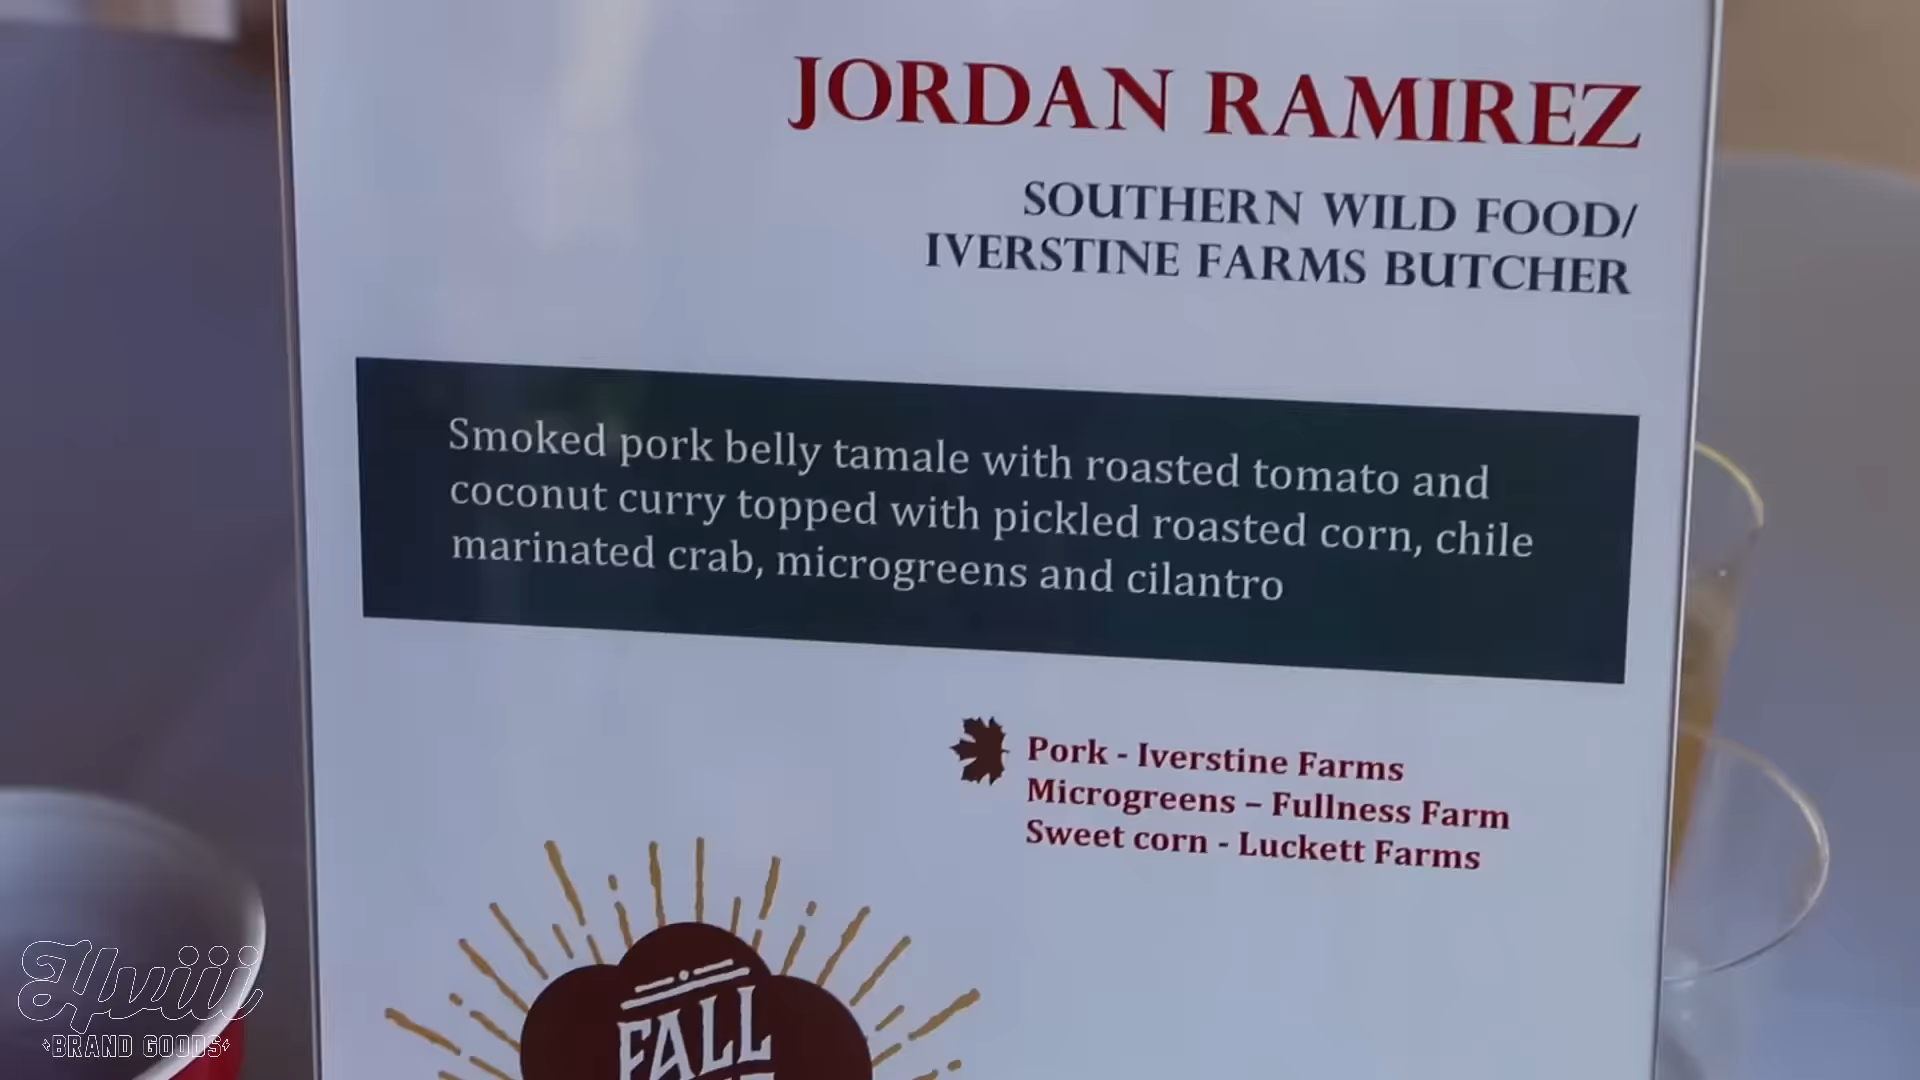 JORDAN RAMIREZ
SOUTHERN WILD FOOD/
IVERSTINE FARMS BUTCHER
Smoked pork belly tamale with roasted tomato and
coconut curry topped with pickled roasted corn, chile
marinated crab, microgreens and cilantro
Pork - Iverstine Farms
Microgreens – Fullness Farm
Sweet corn - Luckett Farms
FALL
BRAND GOODS